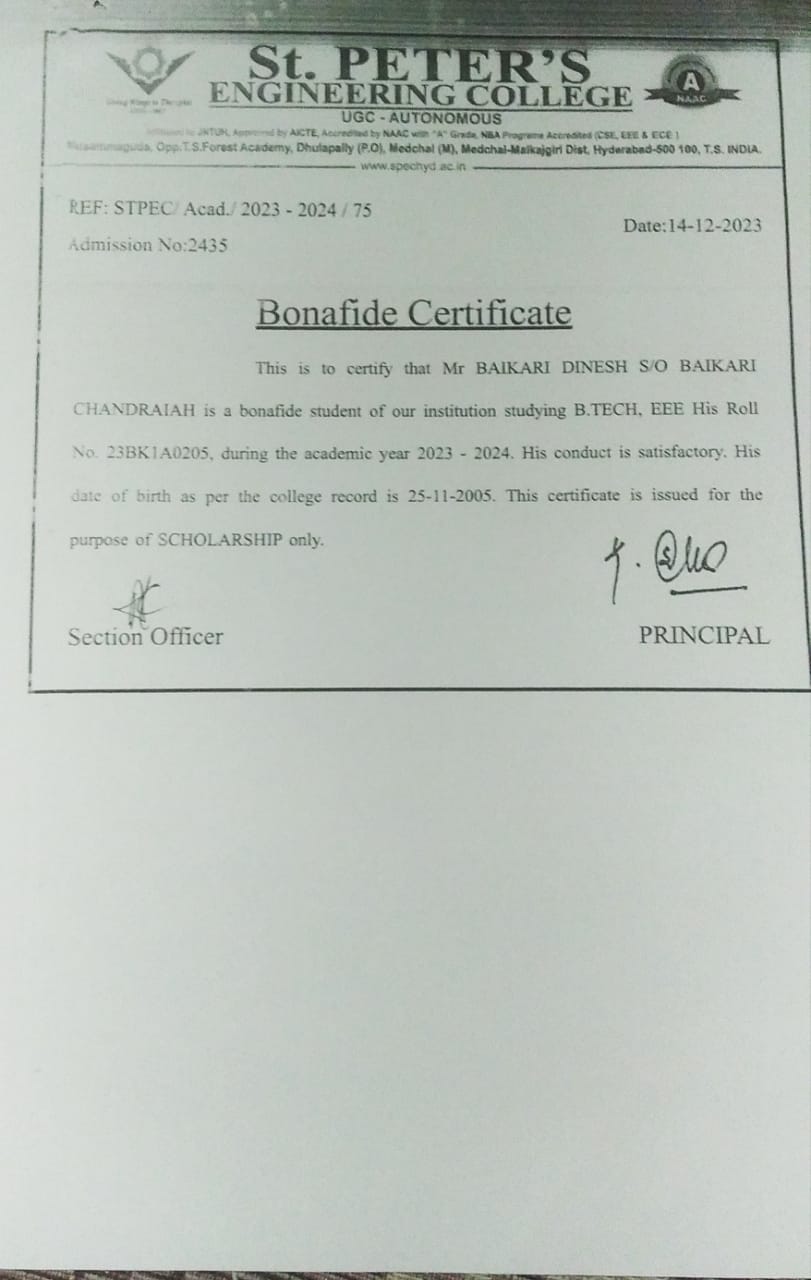 St. PETER'S
ENGINEERING COLLEGE
UGC - AUTONOMOUS
JNTUH, Approved by AICTE, Accredited by NAAC with "A" Grade, NBA Programe Accredited (CSE, EEE & ECE )
Opp.T.S.Forest Academy, Dhulapally (P.O), Medchal (M), Medchal-Malkajgiri Dist, Hyderabad-500 100, T.S. INDIA.
www.spechyd.ac.in
A
NAAC
REF: STPEC/ Acad./ 2023 - 2024 / 75
Date:14-12-2023
Admission No:2435
Bonafide Certificate
This is to certify that Mr BAIKARI DINESH S/O BAIKARI
CHANDRAIAH is a bonafide student of our institution studying B.TECH, EEE His Roll
No. 23BK1A0205, during the academic year 2023 - 2024. His conduct is satisfactory. His
date of birth as per the college record is 25-11-2005. This certificate is issued for the
purpose of SCHOLARSHIP only.
Section Officer
PRINCIPAL